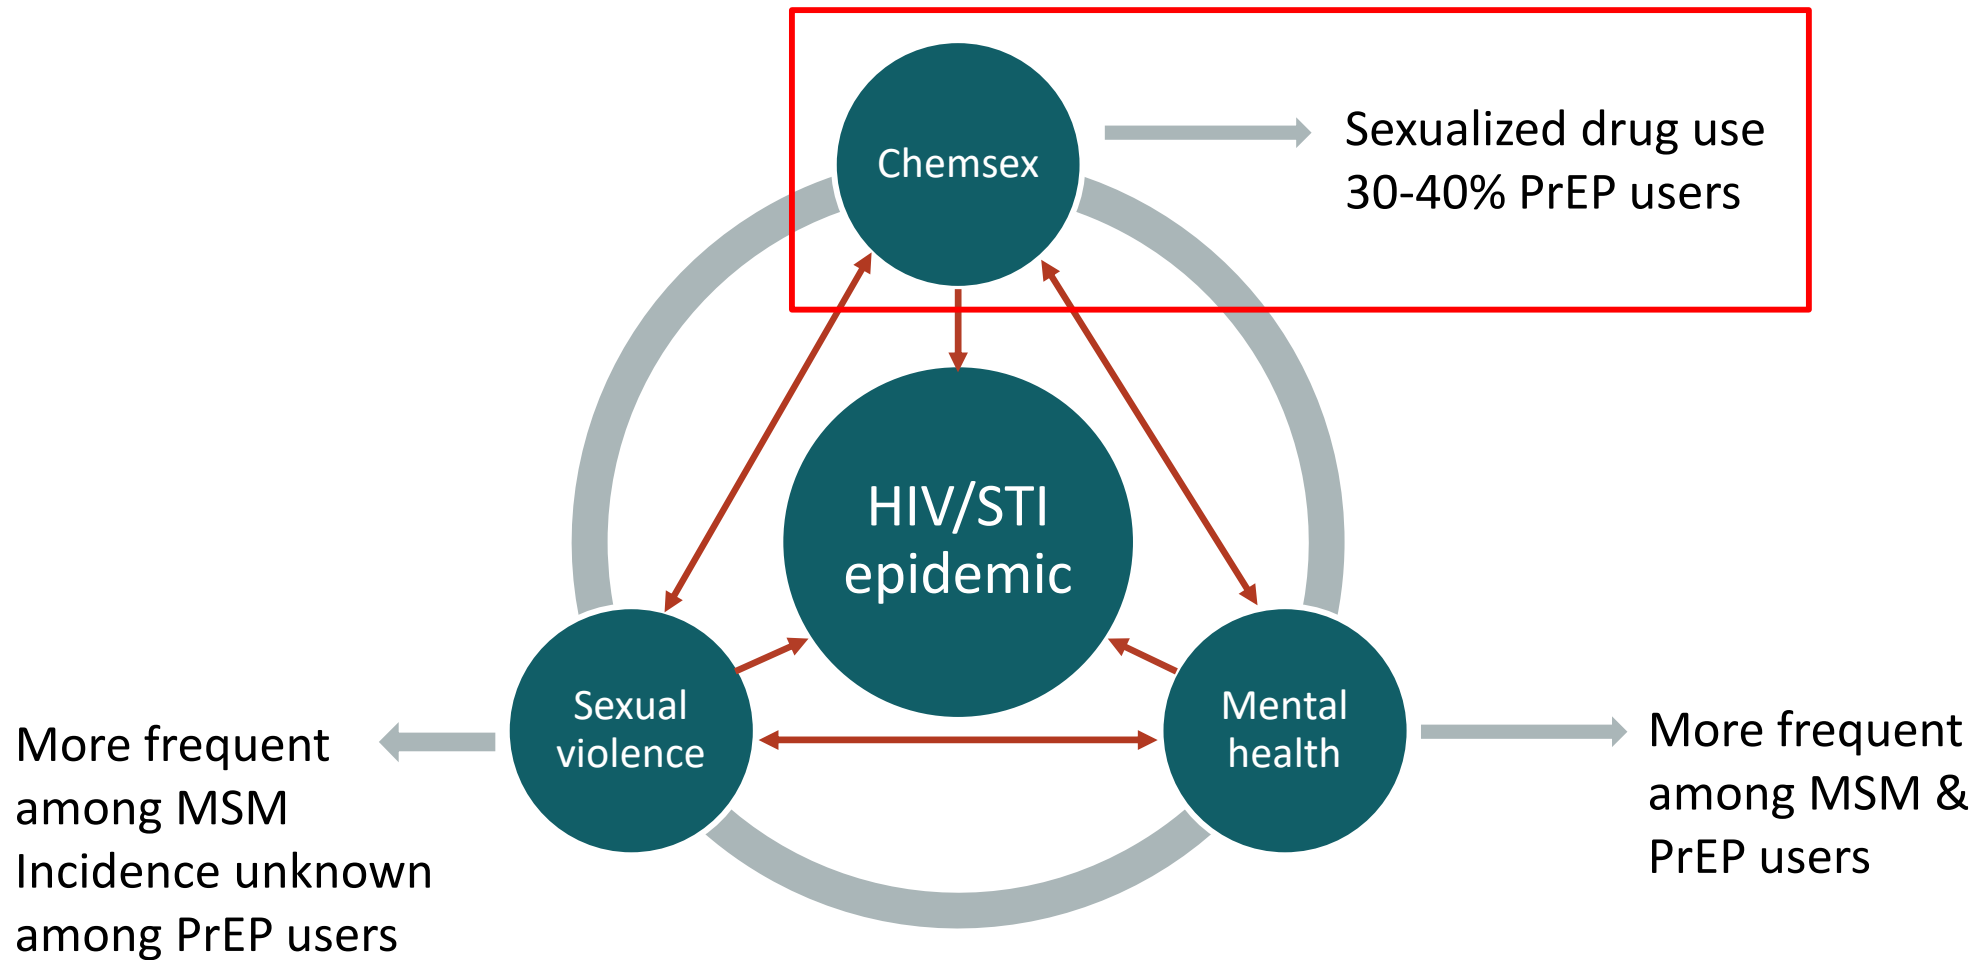 Chemsex
Sexualized drug use
30-40% PrEP users
HIV/STI
epidemic
Sexual
violence
Mental
health
More frequent
among MSM
Incidence unknown
among PrEP users
More frequent
among MSM &
PrEP users